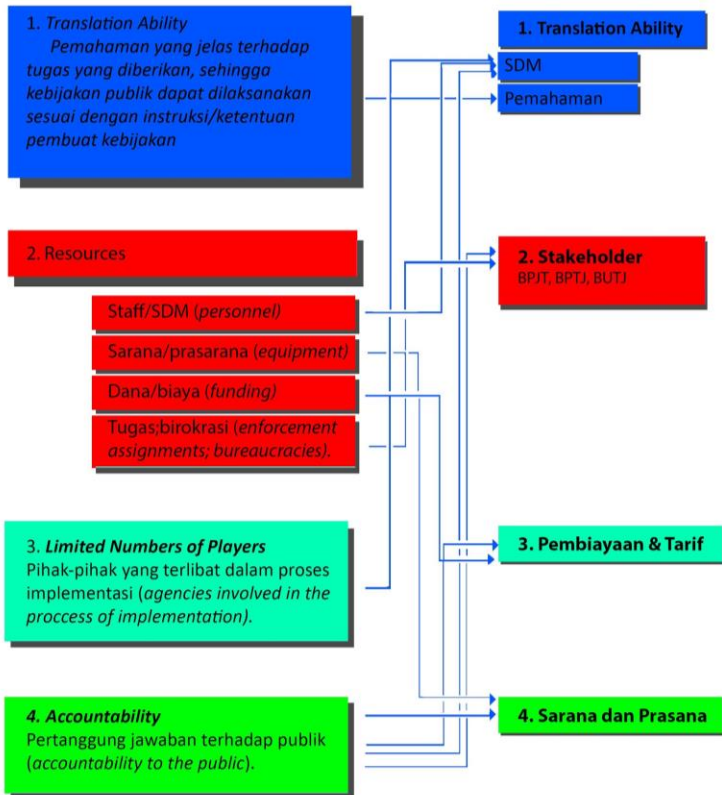 1. Translation Ability
Pemahaman yang jelas terhadap
tugas yang diberikan, sehingga
kebijakan publik dapat dilaksanakan
sesuai dengan instruksi/ketentuan
pembuat kebijakan
2. Resources
Staff/SDM (personnel)
Sarana/prasarana (equipment)
Dana/biaya (funding)
Tugas;birokrasi (enforcement
assignments; bureaucracies).
3. Limited Numbers of Players
Pihak-pihak yang terlibat dalam proses
implementasi (agencies involved in the
proccess of implementation).
4. Accountability
Pertanggung jawaban terhadap publik
(accountability to the public).
1. Translation Ability
SDM
Pemahaman
2. Stakeholder
BPJT, BPTJ, BUTJ
3. Pembiayaan & Tarif
4. Sarana dan Prasana